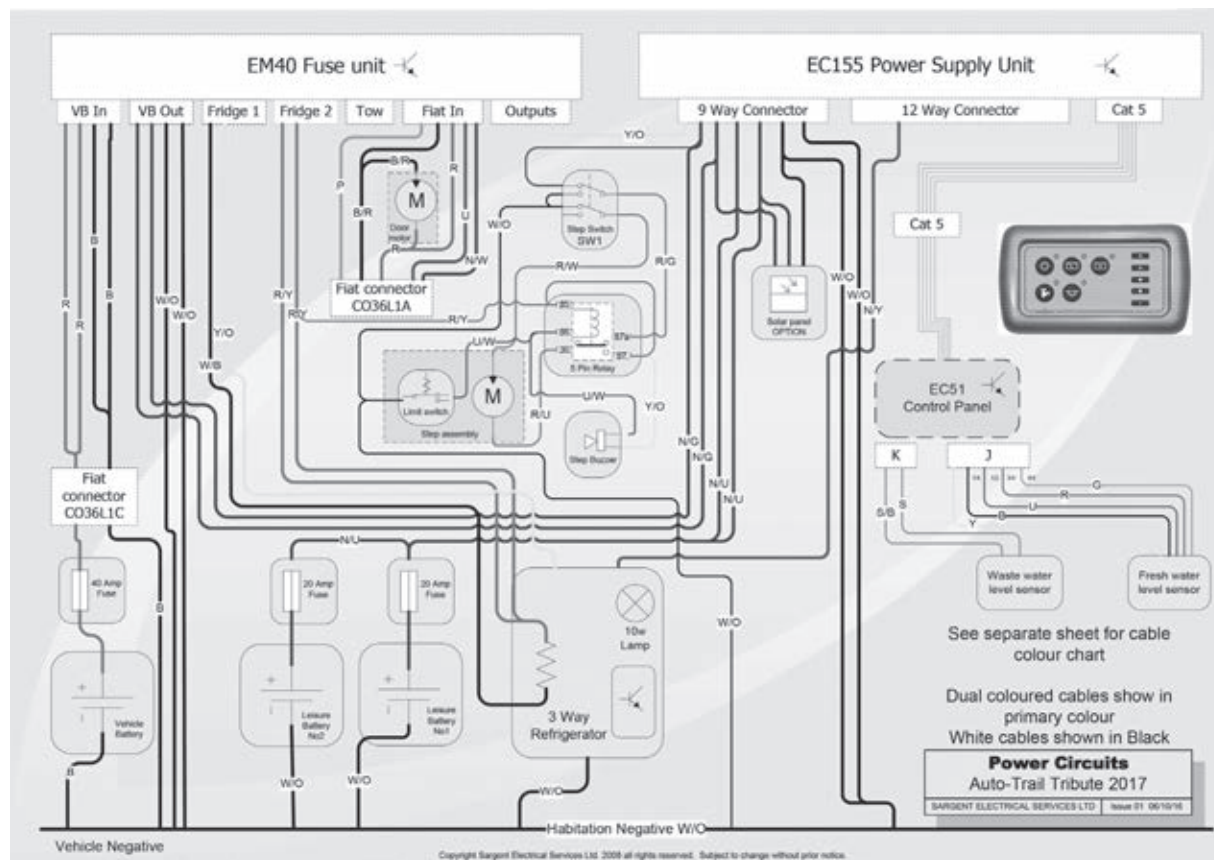 EM40 Fuse unit
EC155 Power Supply Unit
VB In
VB Out
Fridge 1
Fridge 2
Tow
Fiat In
Outputs
9 Way Connector
12 Way Connector
Cat 5
Y/O
B/R
P
R
M
Door
motor
B/R
R
U
N/W
W/O
Step Switch
SW1
R/W
R/G
Cat 5
B
B
R
R
W/O
W/O
Y/O
W/B
R/Y
R/Y
R/Y
Fiat connector
CO36L1A
U/W
87a
87
5 Pin Relay
Solar panel
OPTION
W/O
W/O
N/Y
Limit switch
M
Step assembly
R/U
U/W
Y/O
Step Buzzer
EC51
Control Panel
N/G
N/G
N/U
N/U
K
J
G
R
U
B
Y
S/B
S
Fiat
connector
CO36L1C
N/U
40 Amp
Fuse
20 Amp
Fuse
20 Amp
Fuse
B
10w
Lamp
3 Way
Refrigerator
W/O
Waste water
level sensor
Fresh water
level sensor
See separate sheet for cable
colour chart
Dual coloured cables show in
primary colour
White cables shown in Black
+
Vehicle
Battery
+
Leisure
Battery
No2
+
Leisure
Battery
No1
B
W/O
W/O
W/O
Power Circuits
Auto-Trail Tribute 2017
SARGENT ELECTRICAL SERVICES LTD
Issue 01 06/10/16
Habitation Negative W/O
Vehicle Negative
Copyright Sargent Electrical Services Ltd. 2008 all rights reserved. Subject to change without prior notice.